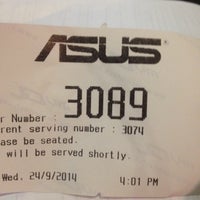 ASUS
r Number : 3089
rent serving number : 3074
ase be seated.
will be served shortly.
Wed. 24/9/2014 4:01 PM